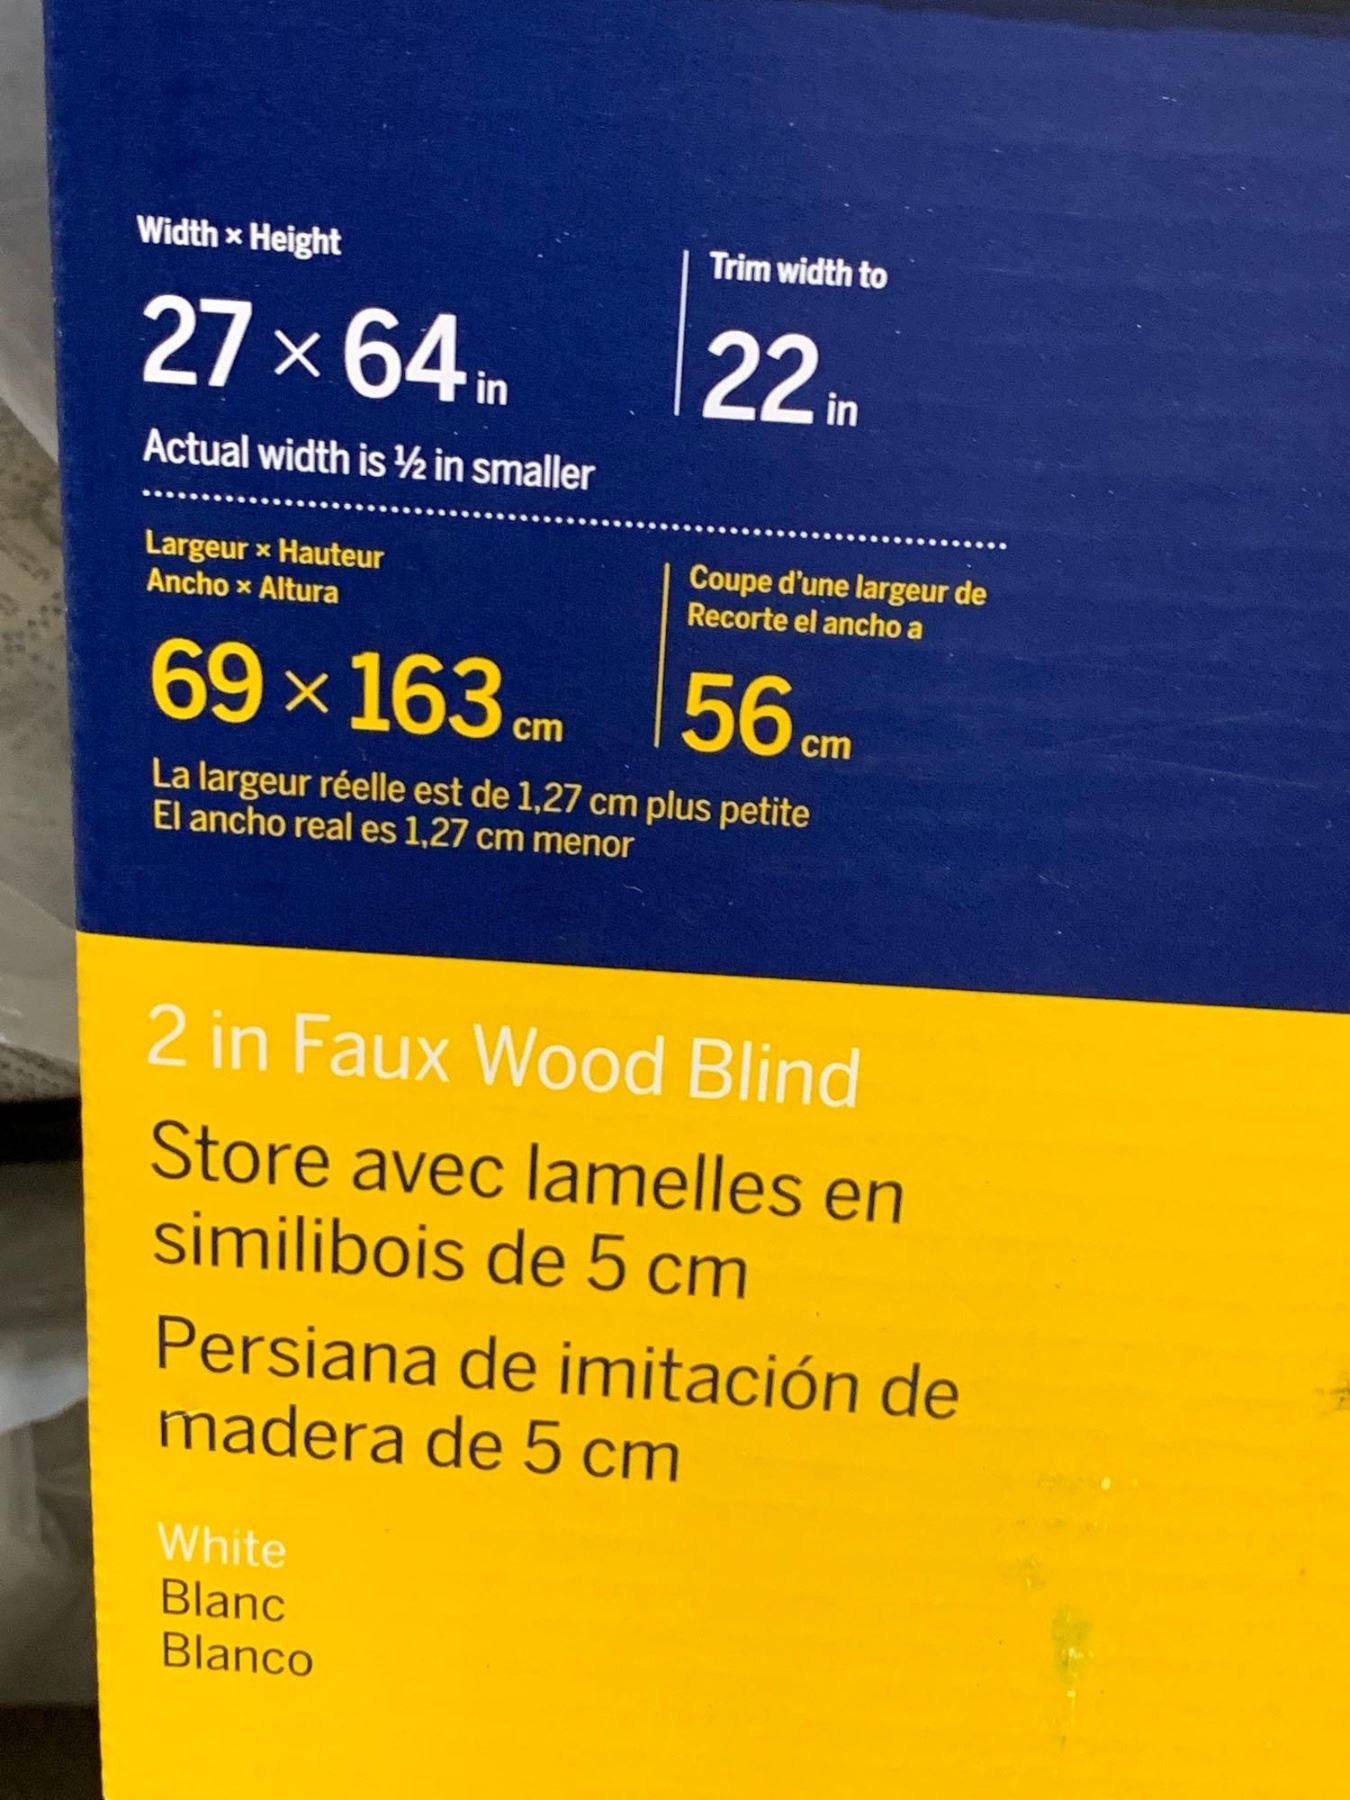 Width × Height
Trim width to
27 × 64 in
22 in
Actual width is ½ in smaller
Largeur × Hauteur
Ancho × Altura
Coupe d'une largeur de
Recorte el ancho a
69 × 163 cm
56 cm
La largeur réelle est de 1,27 cm plus petite
El ancho real es 1,27 cm menor
2 in Faux Wood Blind
Store avec lamelles en
similibois de 5 cm
Persiana de imitación de
madera de 5 cm
White
Blanc
Blanco